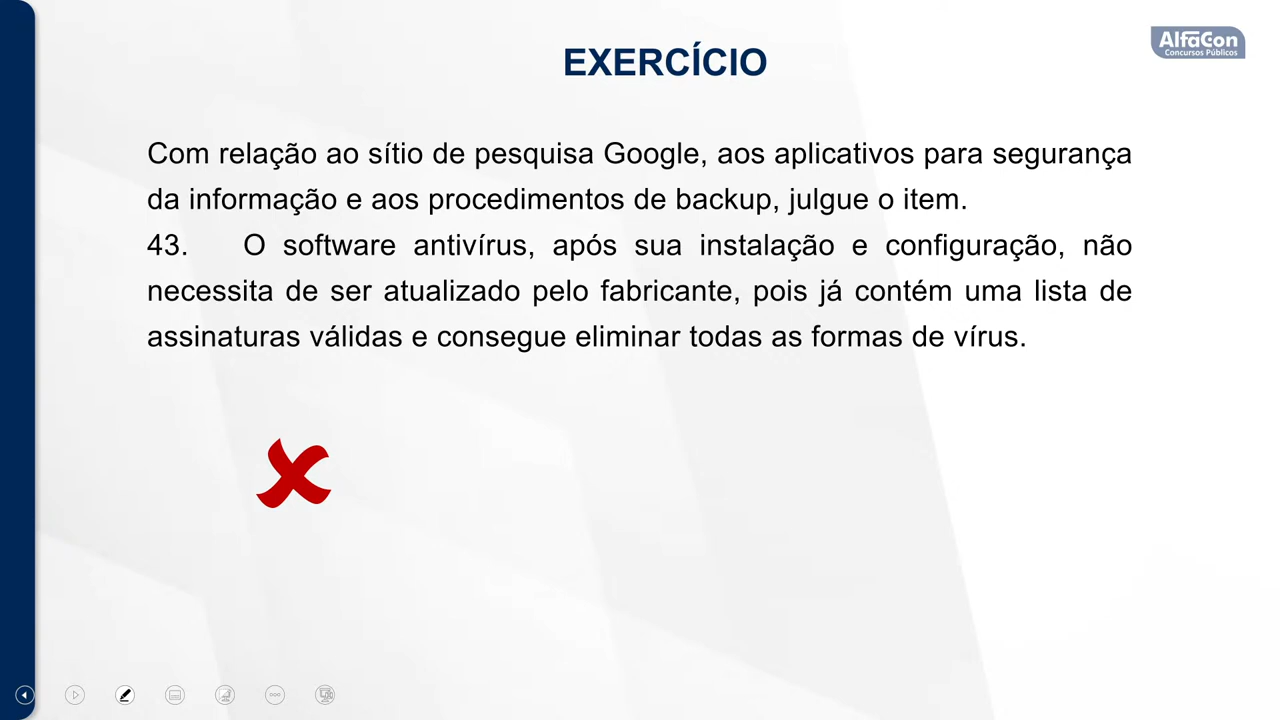 AlfaCon
Concursos Públicos
EXERCÍCIO
Com relação ao sítio de pesquisa Google, aos aplicativos para segurança
da informação e aos procedimentos de backup, julgue o item.
43. O software antivírus, após sua instalação e configuração, não
necessita de ser atualizado pelo fabricante, pois já contém uma lista de
assinaturas válidas e consegue eliminar todas as formas de vírus.